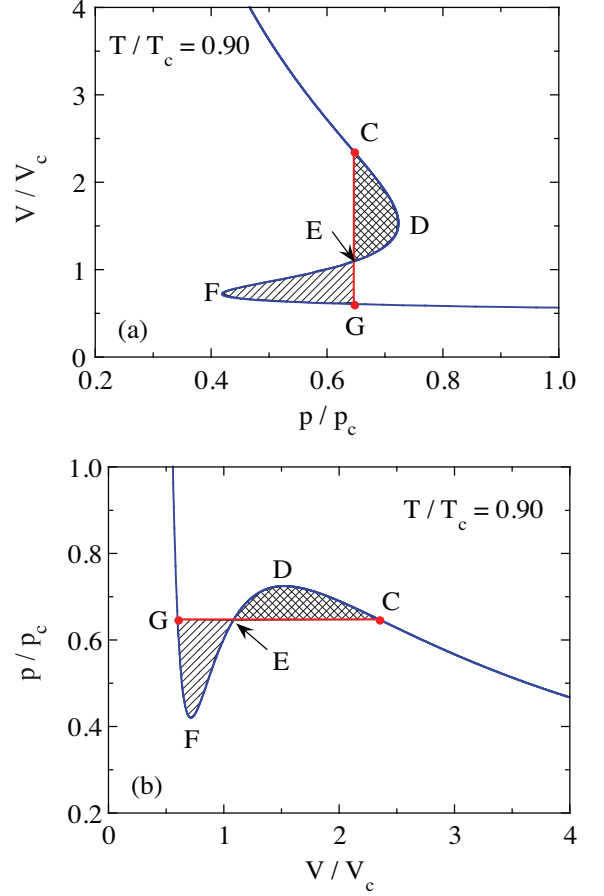 4
T / T_c = 0.90
3
C
V / V_c
2
E
D
1
F
(a)
G
0
0.2 0.4 0.6 0.8 1.0
p / p_c
1.0
T / T_c = 0.90
0.8
D
G
C
p / p_c
0.6
E
0.4
F
(b)
0.2
0 1 2 3 4
V / V_c